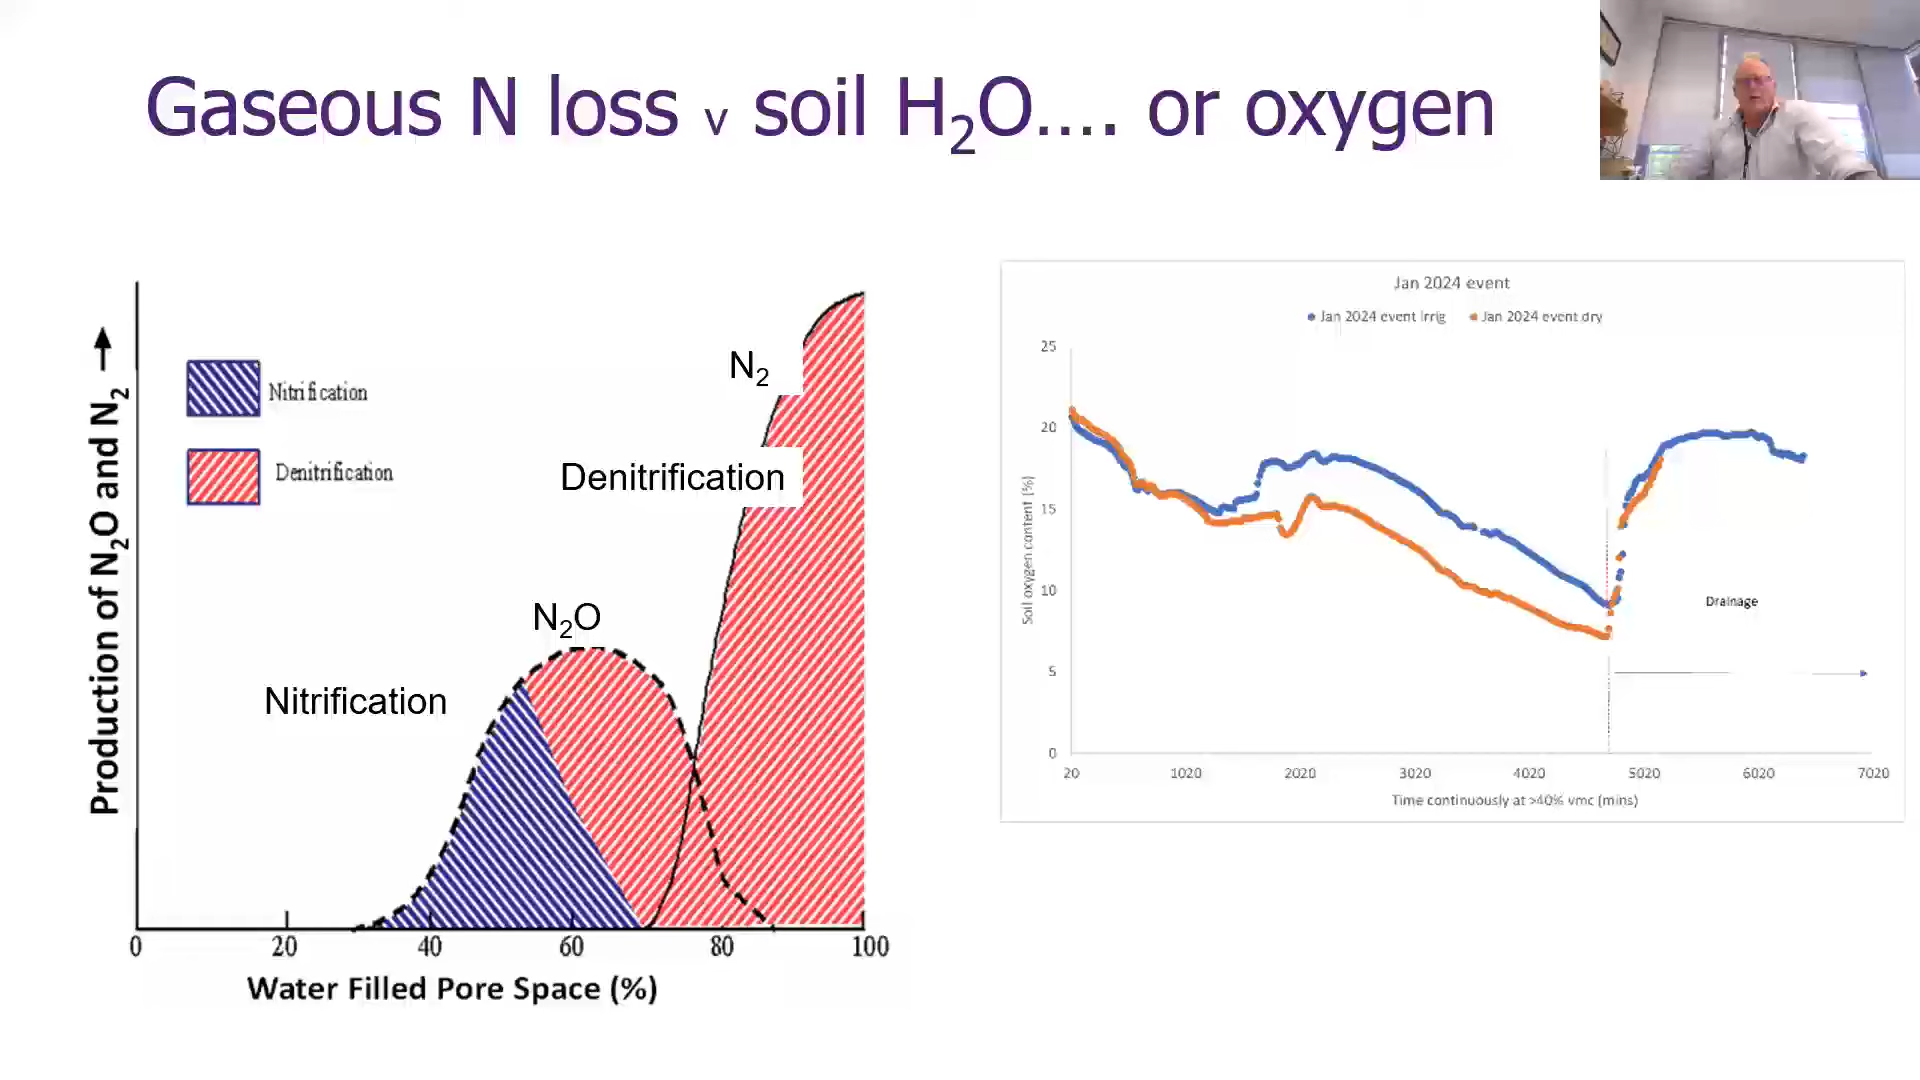 Gaseous N loss v soil H₂O.... or oxygen
Production of N₂O and N₂ →
Nitrification
Denitrification
N₂
Denitrification
N₂O
Nitrification
0 20 40 60 80 100
Water Filled Pore Space (%)
Jan 2024 event
Jan 2024 event irrig Jan 2024 event dry
Soil oxygen content (%)
25
20
15
10
5
0
Drainage
20 1020 2020 3020 4020 5020 6020 7020
Time continuously at >40% vmc (mins)